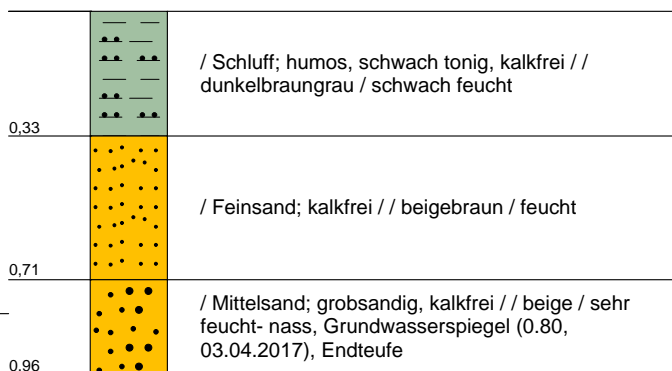 / Schluff; humos, schwach tonig, kalkfrei / /
dunkelbraungrau / schwach feucht
0,33
/ Feinsand; kalkfrei / / beigebraun / feucht
0,71
/ Mittelsand; grobsandig, kalkfrei / / beige / sehr
feucht- nass, Grundwasserspiegel (0.80,
03.04.2017), Endteufe
0,96